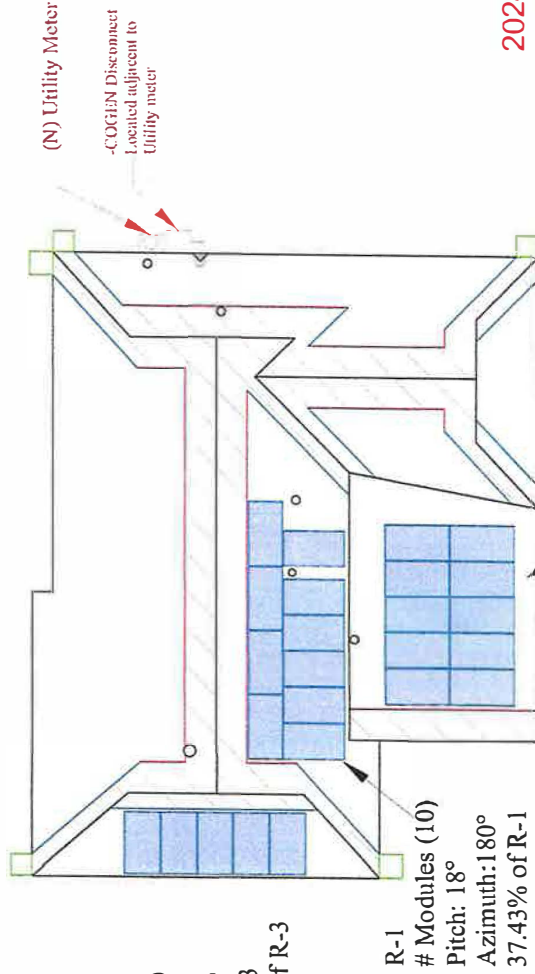 (N) Utility Meter
-COGEN Disconnect
Located adjacent to
Utility meter
R-3
R-1
# Modules (10)
Pitch: 18°
Azimuth:180°
37.43% of R-1